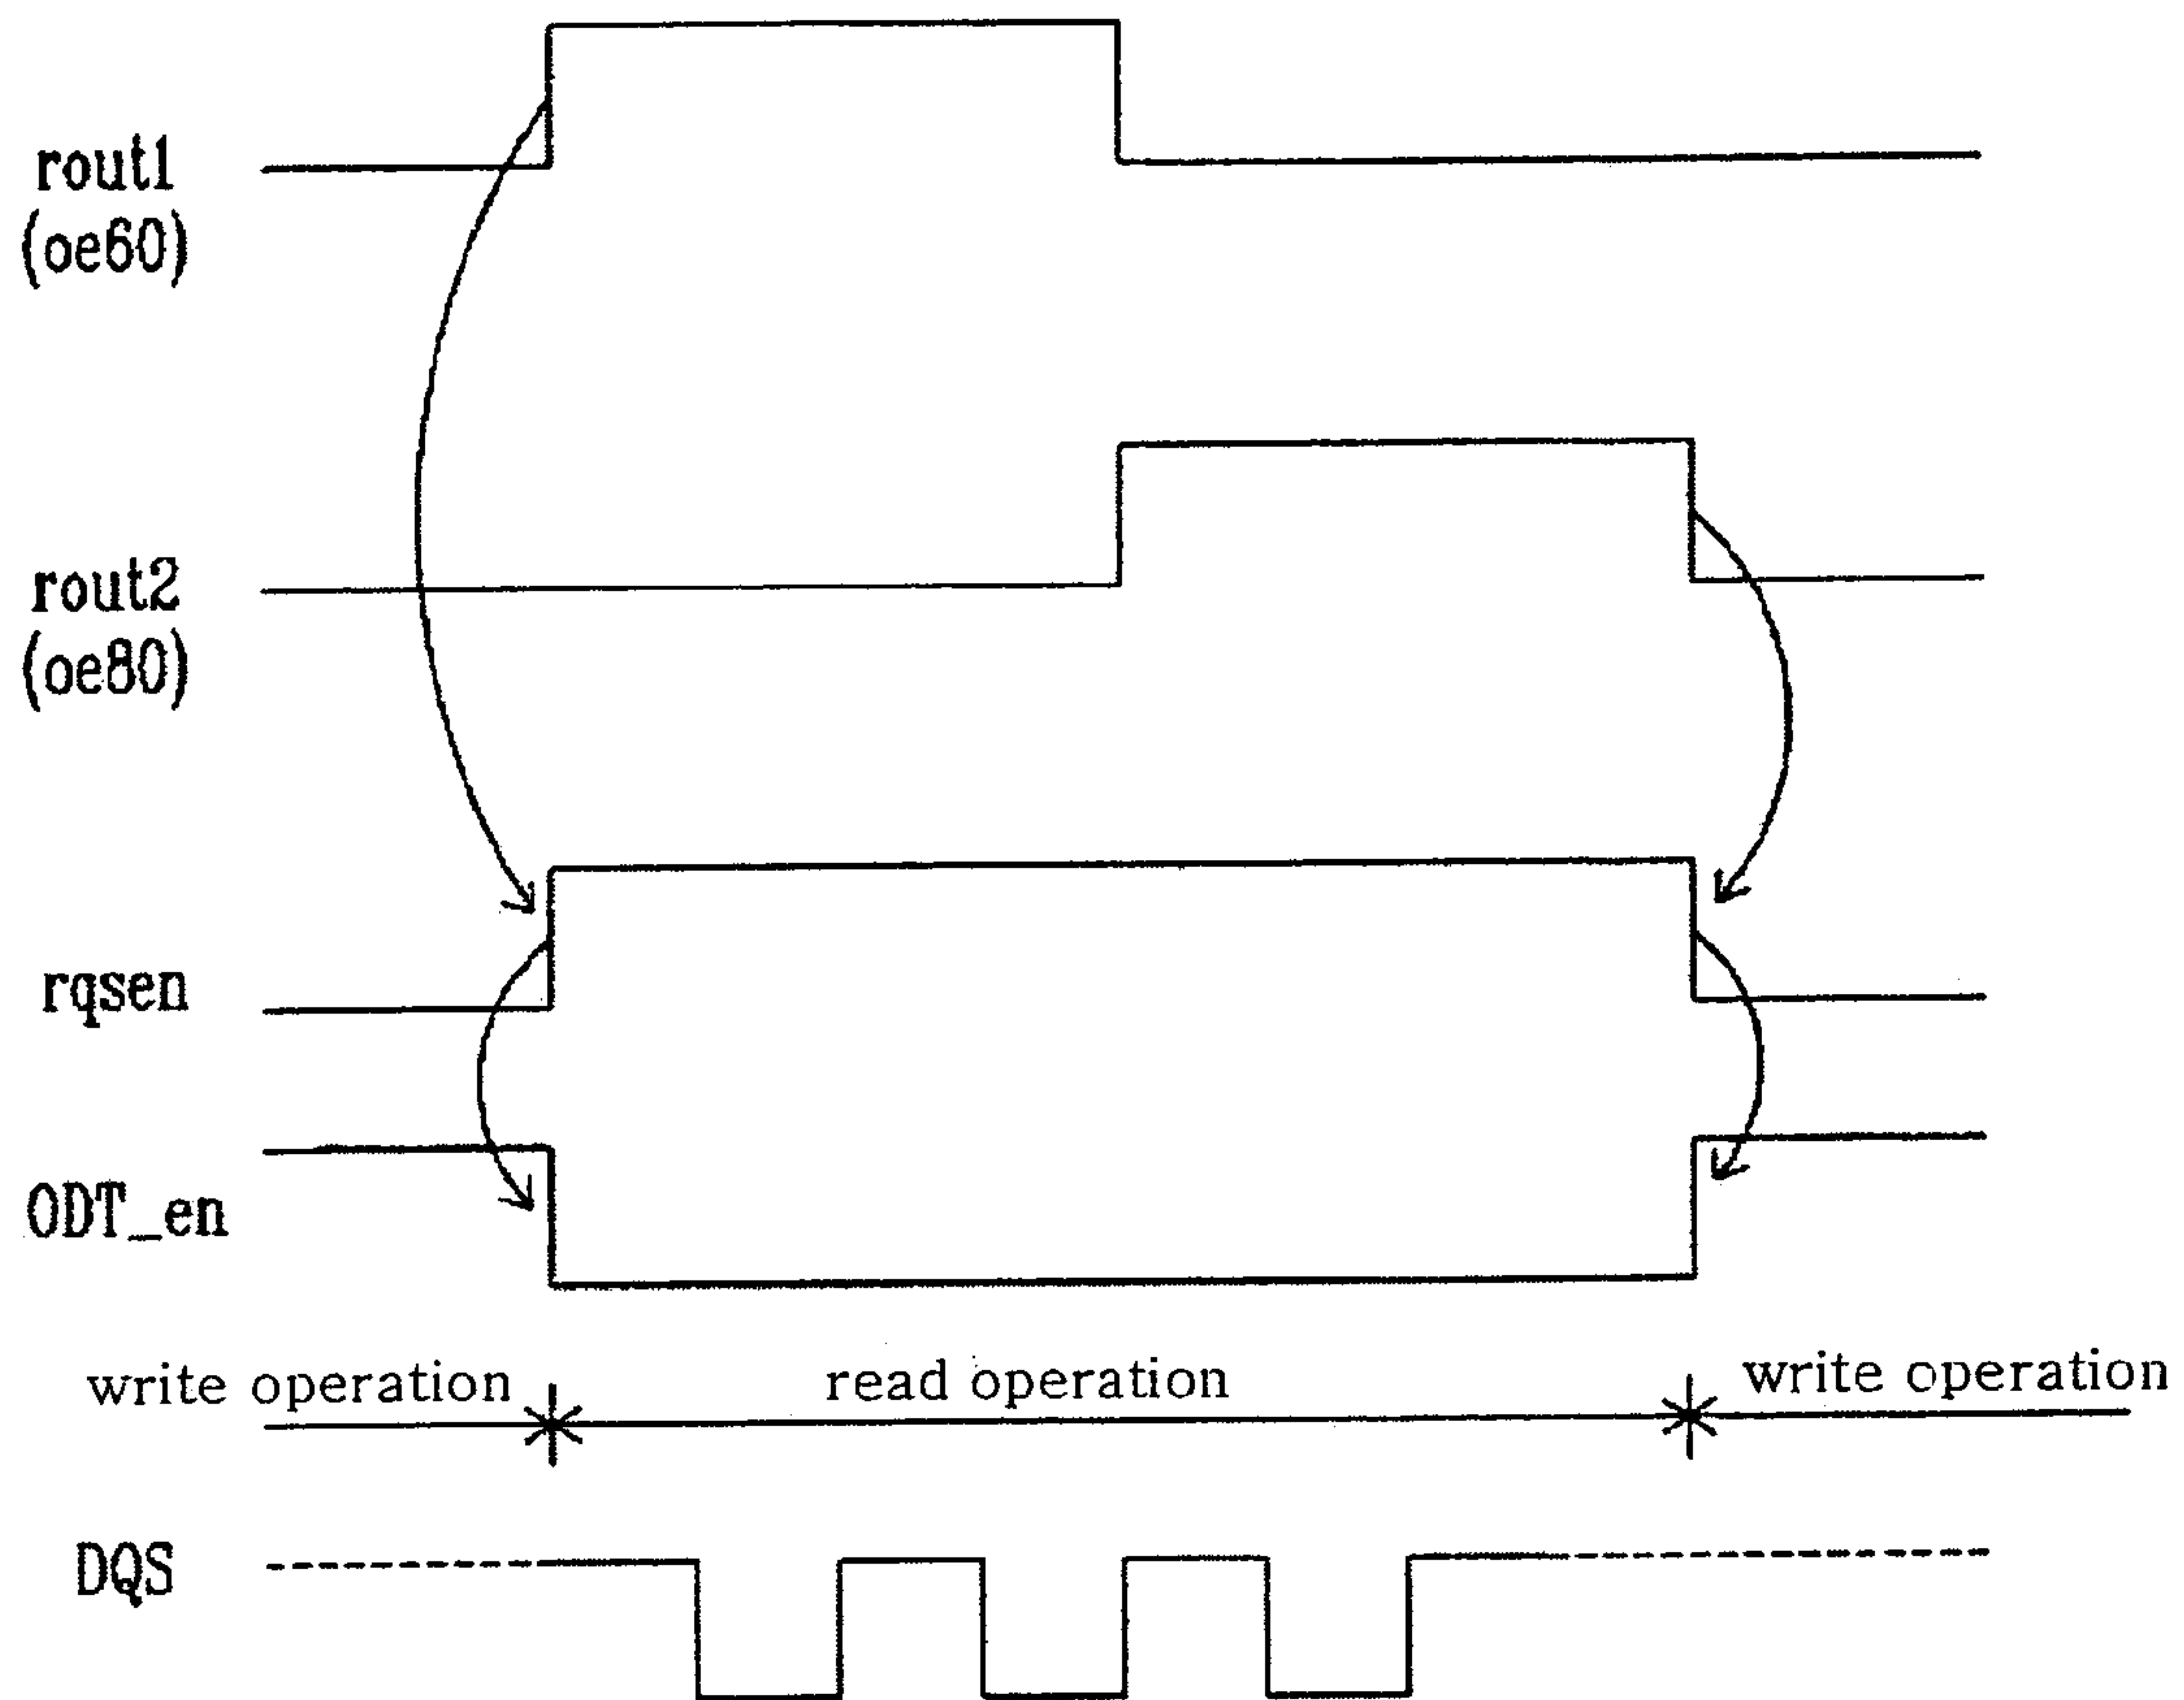 rout1
(oe60)
rout2
(oe80)
rqsen
ODT_en
write operation
read operation
write operation
DQS